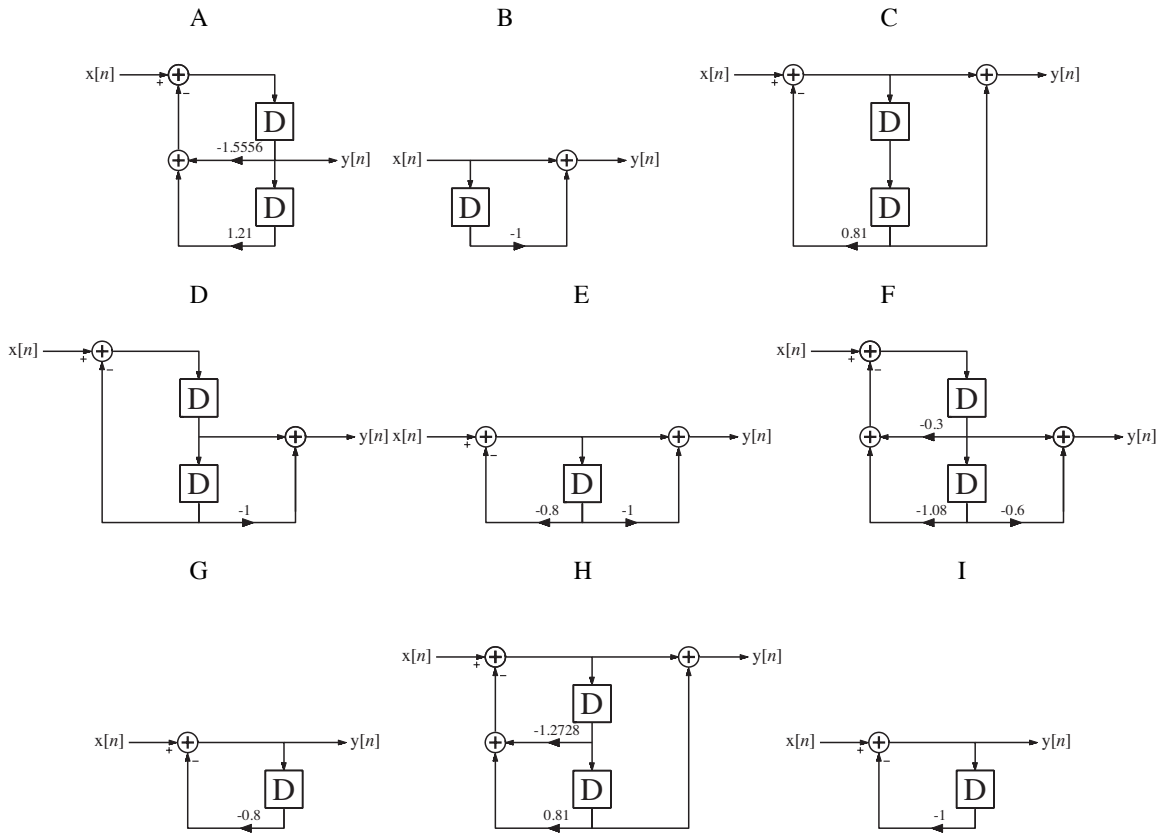 A B C
x[n] + − D -1.5556 y[n] D 1.21
x[n] y[n] D -1
x[n] + − y[n] D D 0.81
D E F
x[n] + − D y[n] D -1
x[n] + − y[n] D -0.8 -1
x[n] + − D -0.3 y[n] D -1.08 -0.6
G H I
x[n] + − y[n] D -0.8
x[n] + − y[n] D -1.2728 D 0.81
x[n] + − y[n] D -1